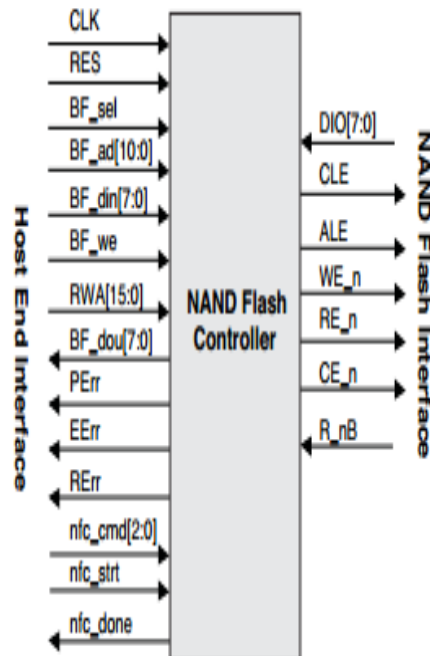 Host End Interface
CLK
RES
BF_sel
BF_ad[10:0]
BF_din[7:0]
BF_we
RWA[15:0]
BF_dou[7:0]
PErr
EErr
RErr
nfc_cmd[2:0]
nfc_strt
nfc_done
NAND Flash
Controller
DIO[7:0]
CLE
ALE
WE_n
RE_n
CE_n
R_nB
NAND Flash Interface